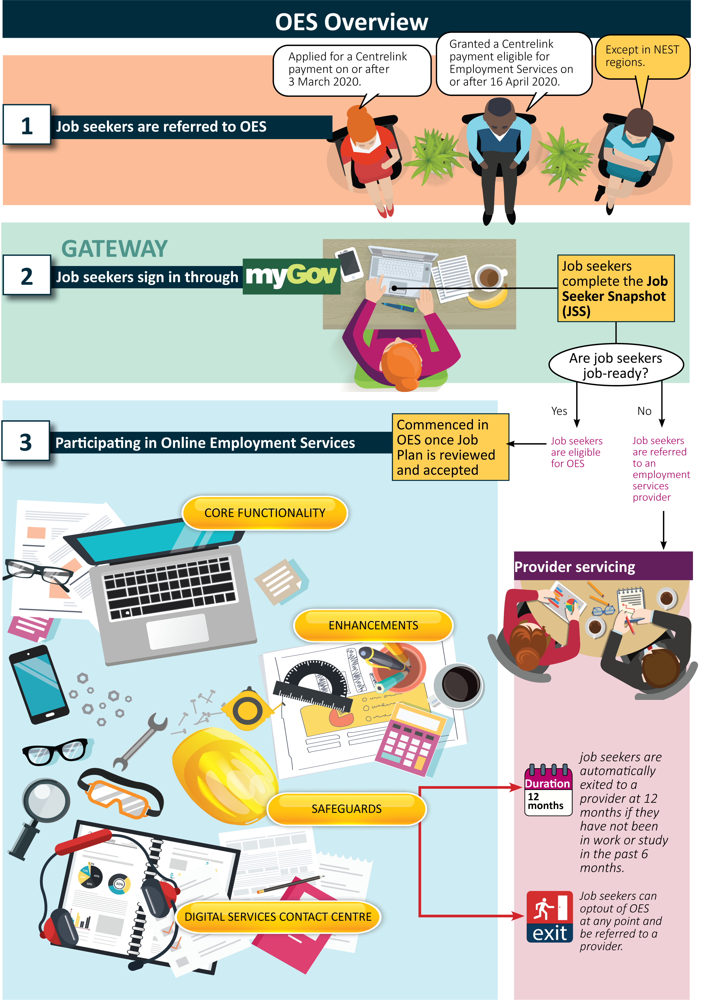 OES Overview
Applied for a Centrelink
payment on or after
3 March 2020.
Granted a Centrelink
payment eligible for
Employment Services on
or after 16 April 2020.
Except in NEST
regions.
1
Job seekers are referred to OES
GATEWAY
2
Job seekers sign in through
myGov
Job seekers
complete the Job
Seeker Snapshot
(JSS)
Are job seekers
job-ready?
Yes
No
3
Participating in Online Employment Services
Commenced in
OES once Job
Plan is reviewed
and accepted
Job seekers
are eligible
for OES
Job seekers
are referred
to an
employment
services
provider
CORE FUNCTIONALITY
Provider servicing
ENHANCEMENTS
SAFEGUARDS
Duration
12
months
job seekers are
automatically
exited to a
provider at 12
months if they
have not been
in work or study
in the past 6
months.
12%
45%
30%
30%
DIGITAL SERVICES CONTACT CENTRE
exit
Job seekers can
optout of OES
at any point and
be referred to a
provider.